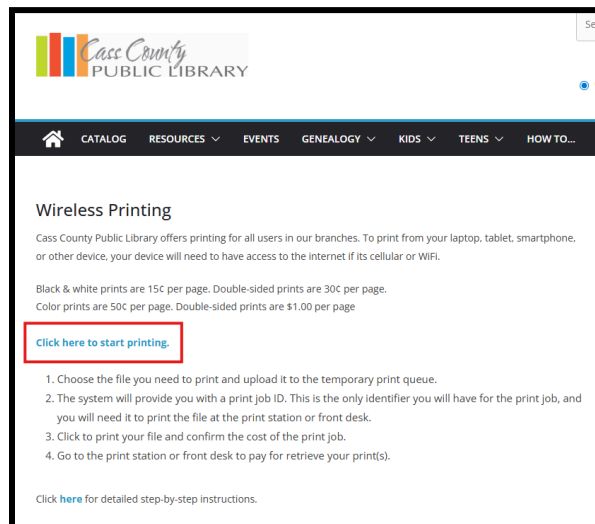 Se
Cass County
PUBLIC LIBRARY
CATALOG RESOURCES EVENTS GENEALOGY KIDS TEENS HOW TO...
Wireless Printing
Cass County Public Library offers printing for all users in our branches. To print from your laptop, tablet, smartphone,
or other device, your device will need to have access to the internet if its cellular or WiFi.
Black & white prints are 15¢ per page. Double-sided prints are 30¢ per page.
Color prints are 50¢ per page. Double-sided prints are $1.00 per page
Click here to start printing.
1. Choose the file you need to print and upload it to the temporary print queue.
2. The system will provide you with a print job ID. This is the only identifier you will have for the print job, and
you will need it to print the file at the print station or front desk.
3. Click to print your file and confirm the cost of the print job.
4. Go to the print station or front desk to pay for retrieve your print(s).
Click here for detailed step-by-step instructions.